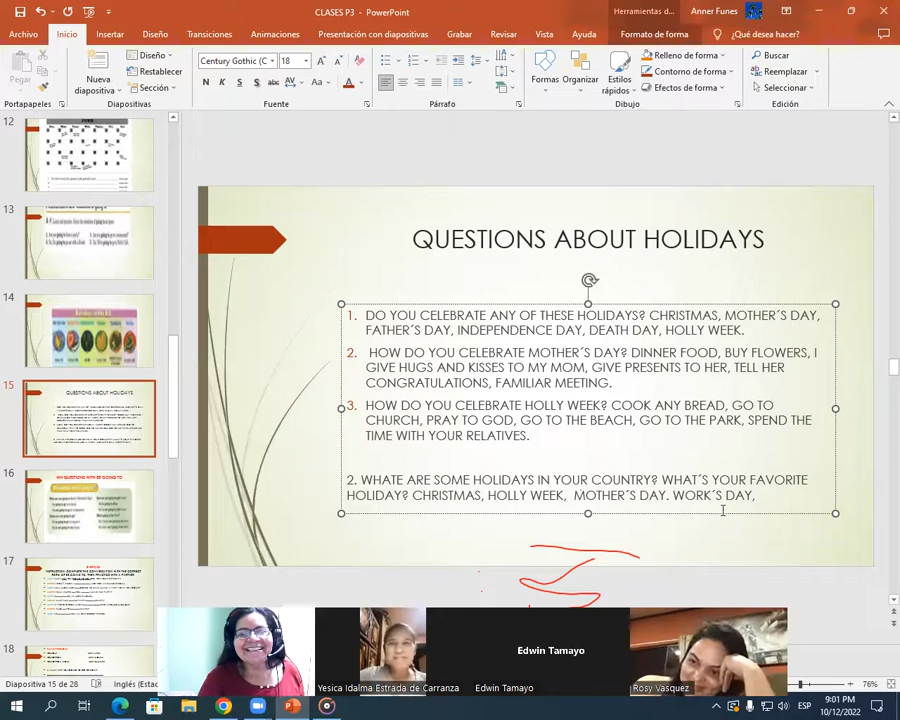 CLASES P3 - PowerPoint
Herramientas d...
Anner Funes
Archivo Inicio Insertar Diseño Transiciones Animaciones Presentación con diapositivas Grabar Revisar Vista Ayuda Formato de forma ¿Qué desea hacer?
Pegar
Nueva diapositiva
Diseño
Restablecer
Sección
Century Gothic (C 18
N K S S abc AV Aa A
Formas Organizar Estilos rápidos
Relleno de forma
Contorno de forma
Efectos de forma
Buscar
Reemplazar
Seleccionar
Portapapeles Diapositivas Fuente Párrafo Dibujo Edición
12
13
14
15
QUESTIONS ABOUT HOLIDAYS
16
17
18
QUESTIONS ABOUT HOLIDAYS
1. DO YOU CELEBRATE ANY OF THESE HOLIDAYS? CHRISTMAS, MOTHER´S DAY,
FATHER´S DAY, INDEPENDENCE DAY, DEATH DAY, HOLLY WEEK.
2. HOW DO YOU CELEBRATE MOTHER´S DAY? DINNER FOOD, BUY FLOWERS, I
GIVE HUGS AND KISSES TO MY MOM, GIVE PRESENTS TO HER, TELL HER
CONGRATULATIONS, FAMILIAR MEETING.
3. HOW DO YOU CELEBRATE HOLLY WEEK? COOK ANY BREAD, GO TO
CHURCH, PRAY TO GOD, GO TO THE BEACH, GO TO THE PARK, SPEND THE
TIME WITH YOUR RELATIVES.
2. WHATE ARE SOME HOLIDAYS IN YOUR COUNTRY? WHAT´S YOUR FAVORITE
HOLIDAY? CHRISTMAS, HOLLY WEEK, MOTHER´S DAY. WORK´S DAY,
Edwin Tamayo
Yesica Idalma Estrada de Carranza
Edwin Tamayo
Rosy Vasquez
Diapositiva 15 de 28
Inglés (Esta
76%
ESP
9:01 PM
10/12/2022